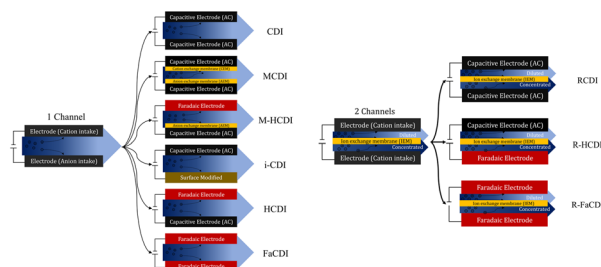 1 Channel
Electrode (Cation intake)
Electrode (Anion intake)
Capacitive Electrode (AC)
Capacitive Electrode (AC)
CDI
Capacitive Electrode (AC)
Cation exchange membrane (CEM)
Anion exchange membrane (AEM)
Capacitive Electrode (AC)
MCDI
Faradaic Electrode
Anion exchange membrane (AEM)
Capacitive Electrode (AC)
M-HCDI
Capacitive Electrode (AC)
Surface Modified
i-CDI
Faradaic Electrode
Capacitive Electrode (AC)
HCDI
Faradaic Electrode
Faradaic Electrode
FaCDI
2 Channels
Electrode (Cation intake)
Diluted
Ion exchange membrane (IEM)
Concentrated
Electrode (Cation intake)
Capacitive Electrode (AC)
Diluted
Ion exchange membrane (IEM)
Concentrated
Capacitive Electrode (AC)
RCDI
Capacitive Electrode (AC)
Diluted
Ion exchange membrane (IEM)
Concentrated
Faradaic Electrode
R-HCDI
Faradaic Electrode
Diluted
Ion exchange membrane (IEM)
Concentrated
Faradaic Electrode
R-FaCDI